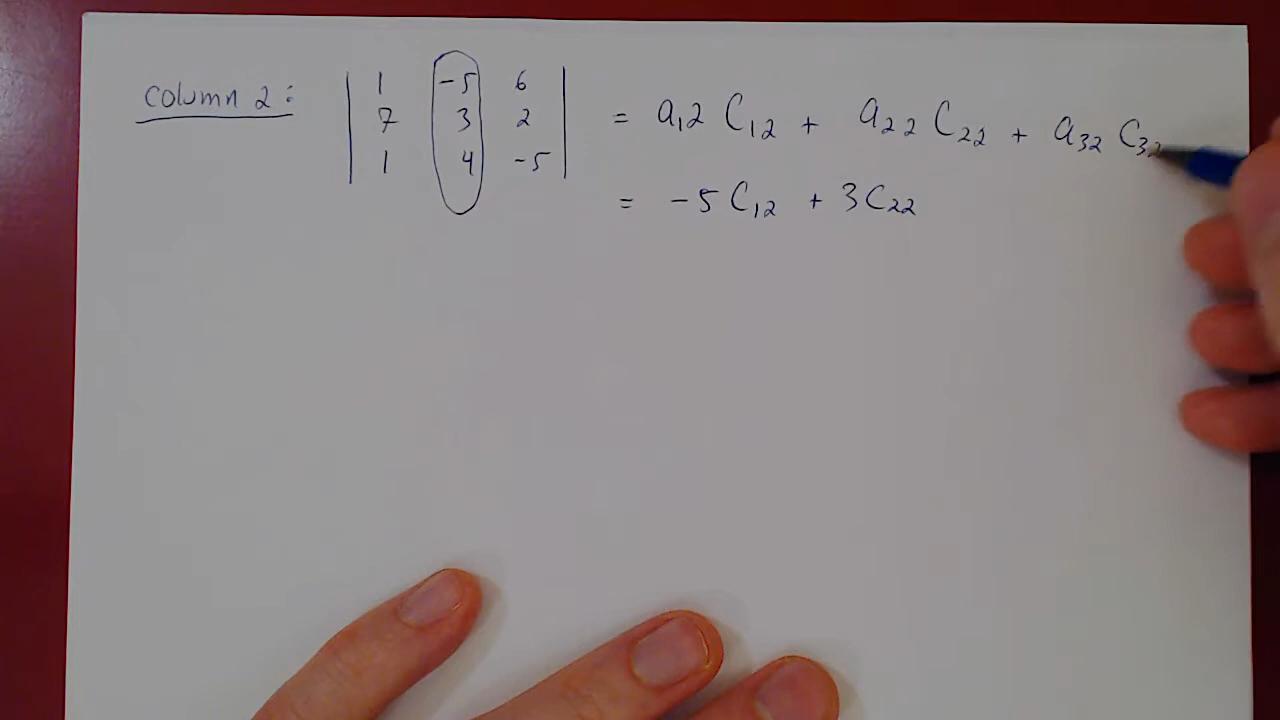 column 2: | 1 -5 6 | = a12 C12 + a22 C22 + a32 C32
| 7 3 2 |
| 1 4 -5 |
= -5 C12 + 3 C22